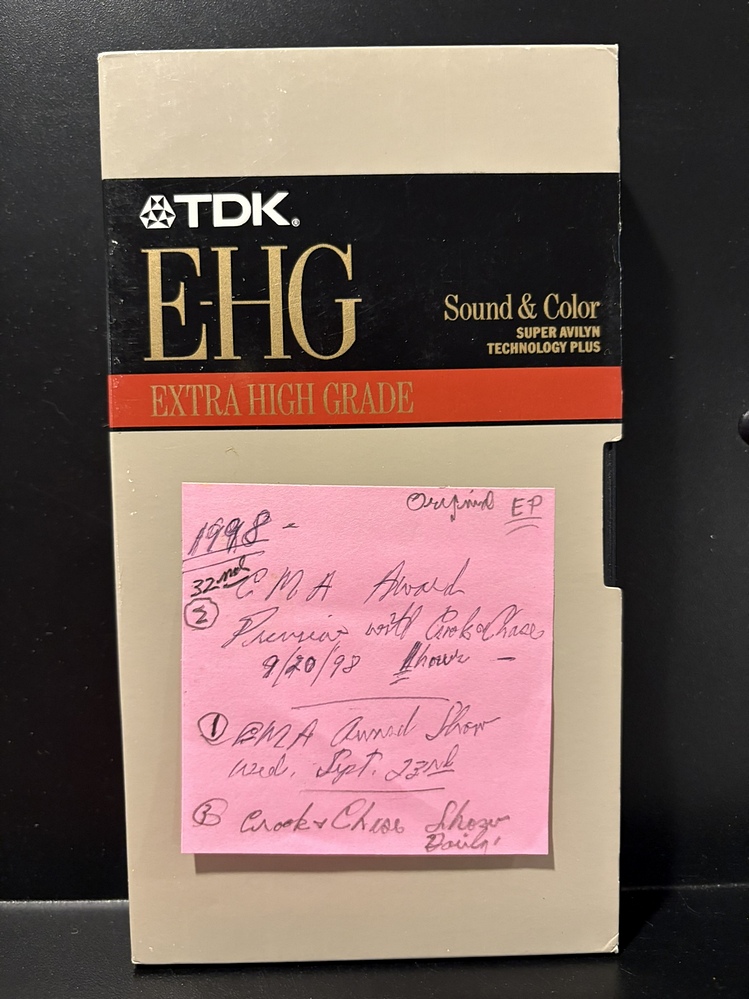 TDK®
E-HG
Sound & Color
SUPER AVILYN
TECHNOLOGY PLUS
EXTRA HIGH GRADE
Original EP
1998 -
32nd
② CMA Award
Preview with Crook & Chase
9/20/98 1 hour -
① CMA Award Show
Wed. Sept. 23rd
③ Crook & Chase Show